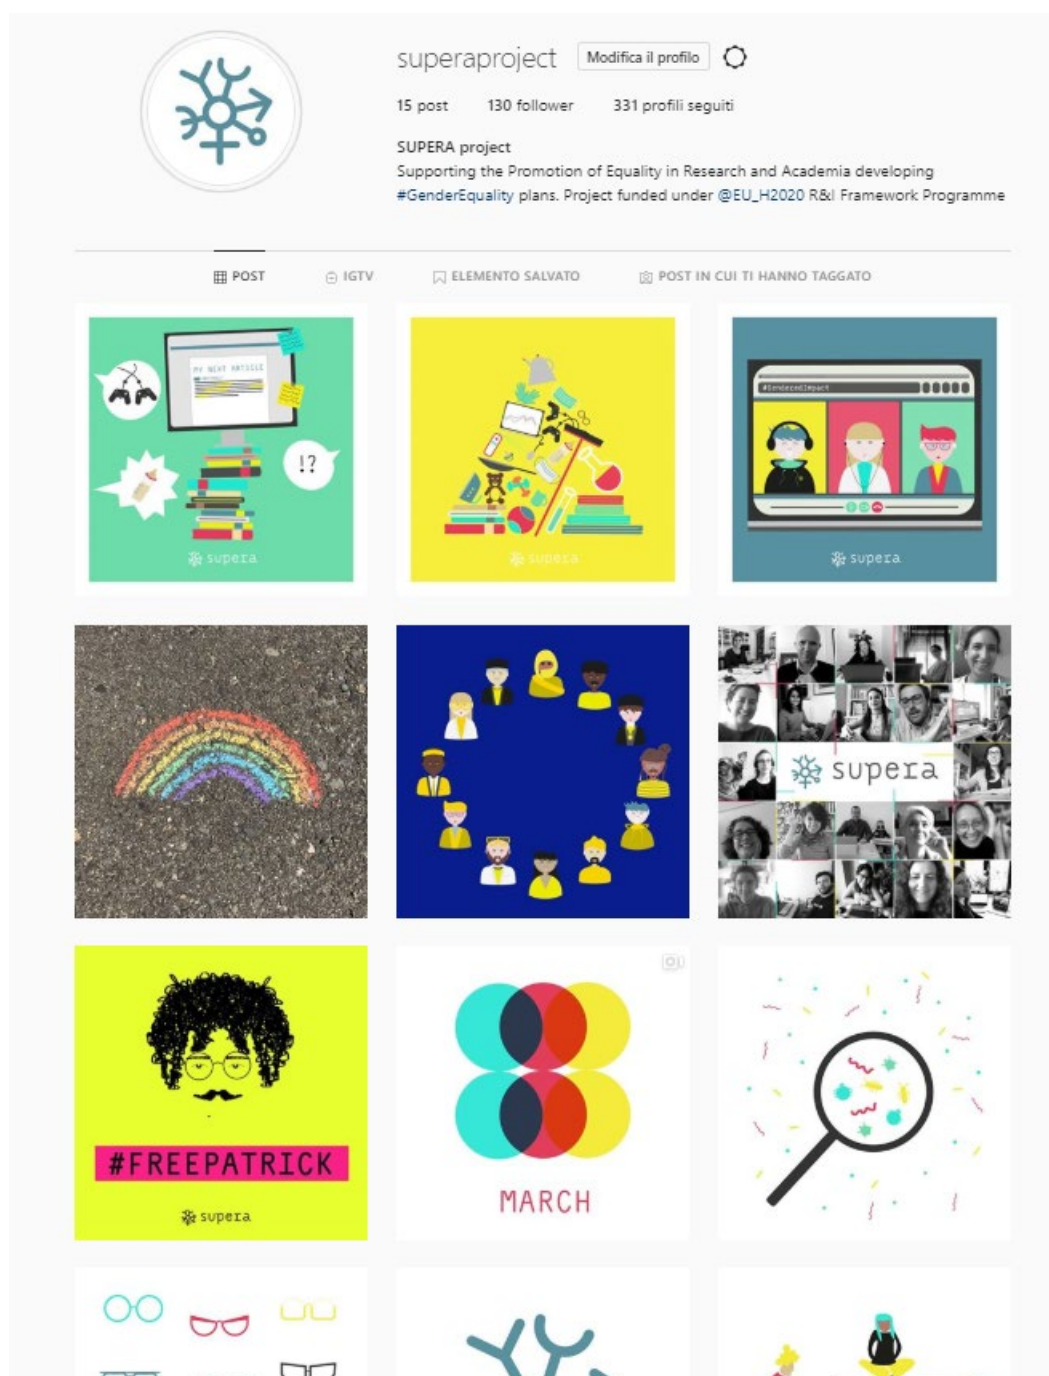 superaproject Modifica il profilo
15 post 130 follower 331 profili seguiti
SUPERA project
Supporting the Promotion of Equality in Research and Academia developing
#GenderEquality plans. Project funded under @EU_H2020 R&I Framework Programme
POST IGTV ELEMENTO SALVATO POST IN CUI TI HANNO TAGGATO
MY NEXT ARTICLE
!?
supera
supera
#GenderedImpact
supera
supera
#FREEPATRICK
supera
MARCH